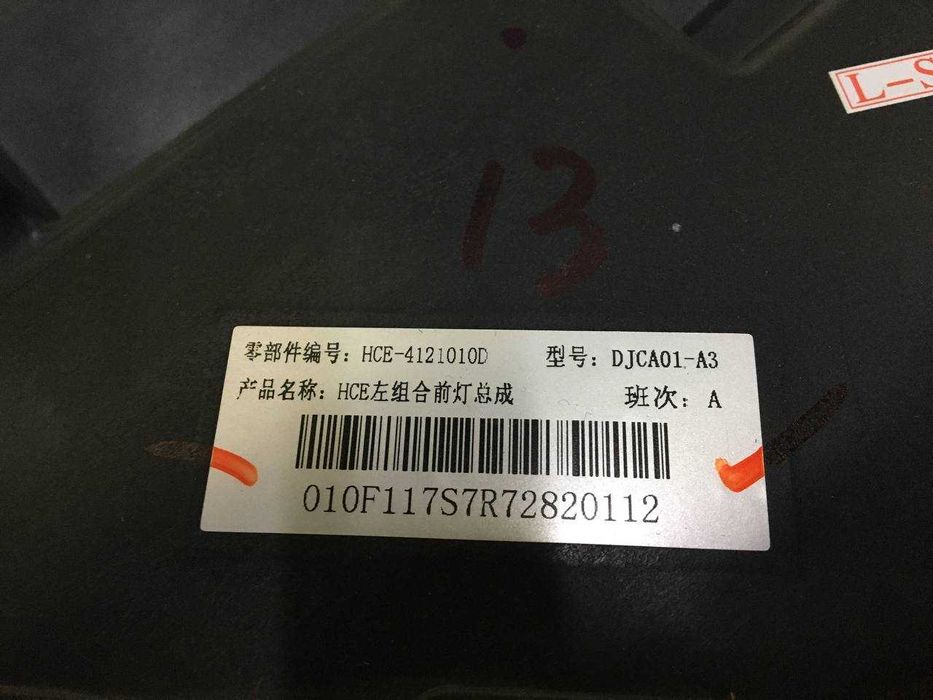 L-S
13
零部件编号: HCE-4121010D 型号: DJCA01-A3
产品名称: HCE左组合前灯总成 班次: A
010F117S7R72820112